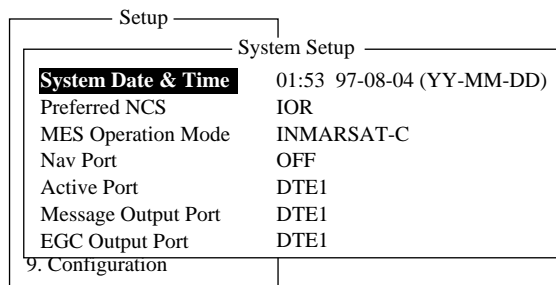 Setup
System Setup
System Date & Time 01:53 97-08-04 (YY-MM-DD)
Preferred NCS IOR
MES Operation Mode INMARSAT-C
Nav Port OFF
Active Port DTE1
Message Output Port DTE1
EGC Output Port DTE1
9. Configuration